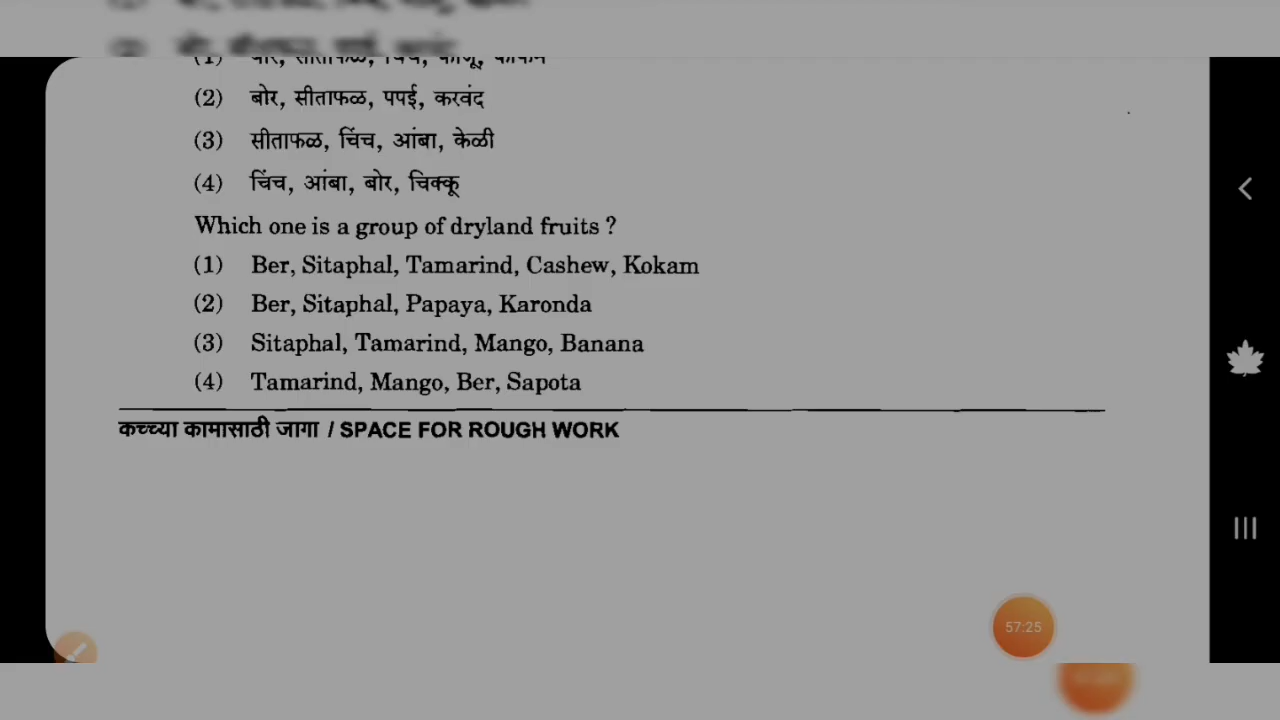 (2) बोर, सीताफळ, पपई, करवंद
(3) सीताफळ, चिंच, आंबा, केळी
(4) चिंच, आंबा, बोर, चिक्कू
Which one is a group of dryland fruits ?
(1) Ber, Sitaphal, Tamarind, Cashew, Kokam
(2) Ber, Sitaphal, Papaya, Karonda
(3) Sitaphal, Tamarind, Mango, Banana
(4) Tamarind, Mango, Ber, Sapota
कच्च्या कामासाठी जागा / SPACE FOR ROUGH WORK
57:25